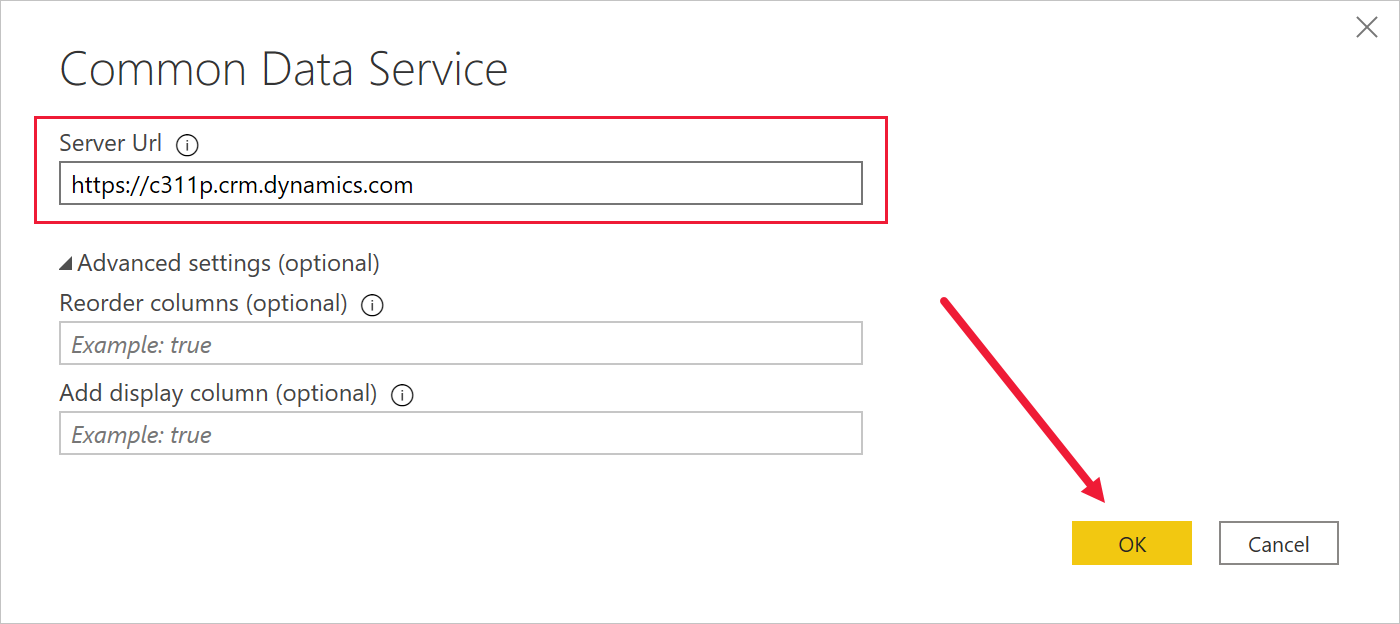 Common Data Service
Server Url
https://c311p.crm.dynamics.com
Advanced settings (optional)
Reorder columns (optional)
Example: true
Add display column (optional)
Example: true
OK
Cancel